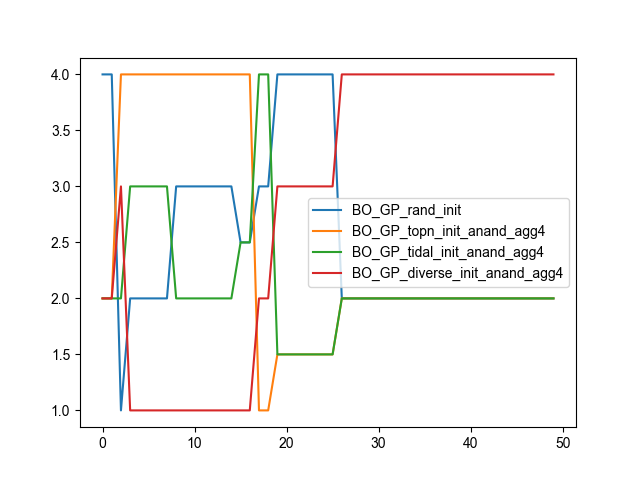 4.0
3.5
3.0
2.5
2.0
1.5
1.0
BO_GP_rand_init
BO_GP_topn_init_anand_agg4
BO_GP_tidal_init_anand_agg4
BO_GP_diverse_init_anand_agg4
0 10 20 30 40 50